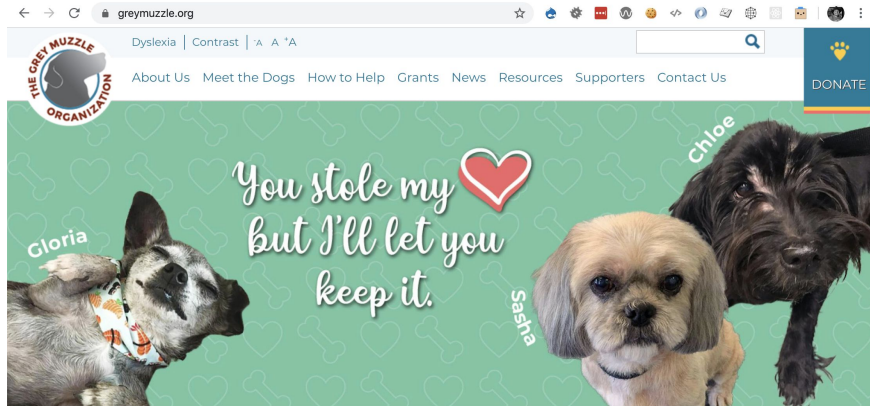 greymuzzle.org
Dyslexia | Contrast | -A A +A
THE GREY MUZZLE ORGANIZATION
About Us Meet the Dogs How to Help Grants News Resources Supporters Contact Us
DONATE
You stole my
but I'll let you
keep it.
Gloria
Sasha
Chloe